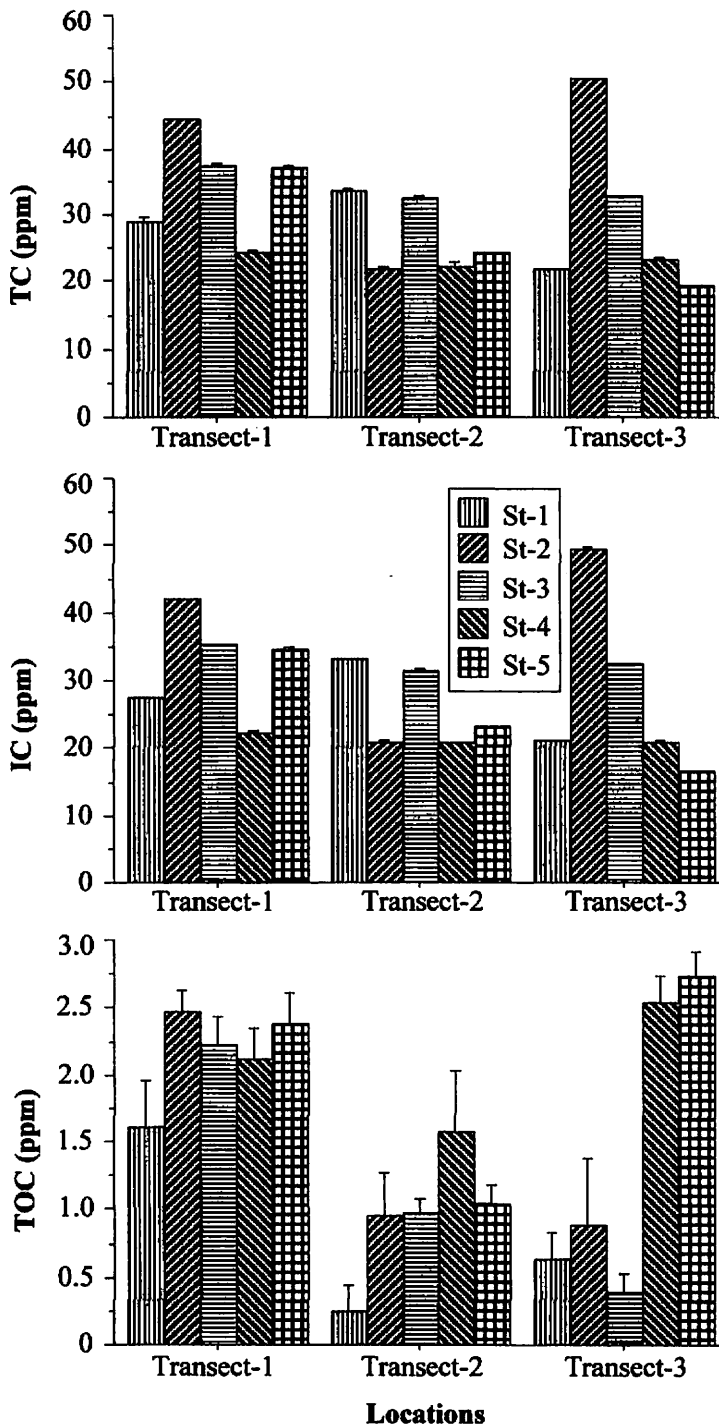 60
50
40
30
20
10
0
TC (ppm)
Transect-1 Transect-2 Transect-3
60
50
40
30
20
10
0
IC (ppm)
St-1
St-2
St-3
St-4
St-5
Transect-1 Transect-2 Transect-3
3.0
2.5
2.0
1.5
1.0
0.5
0
TOC (ppm)
Transect-1 Transect-2 Transect-3
Locations